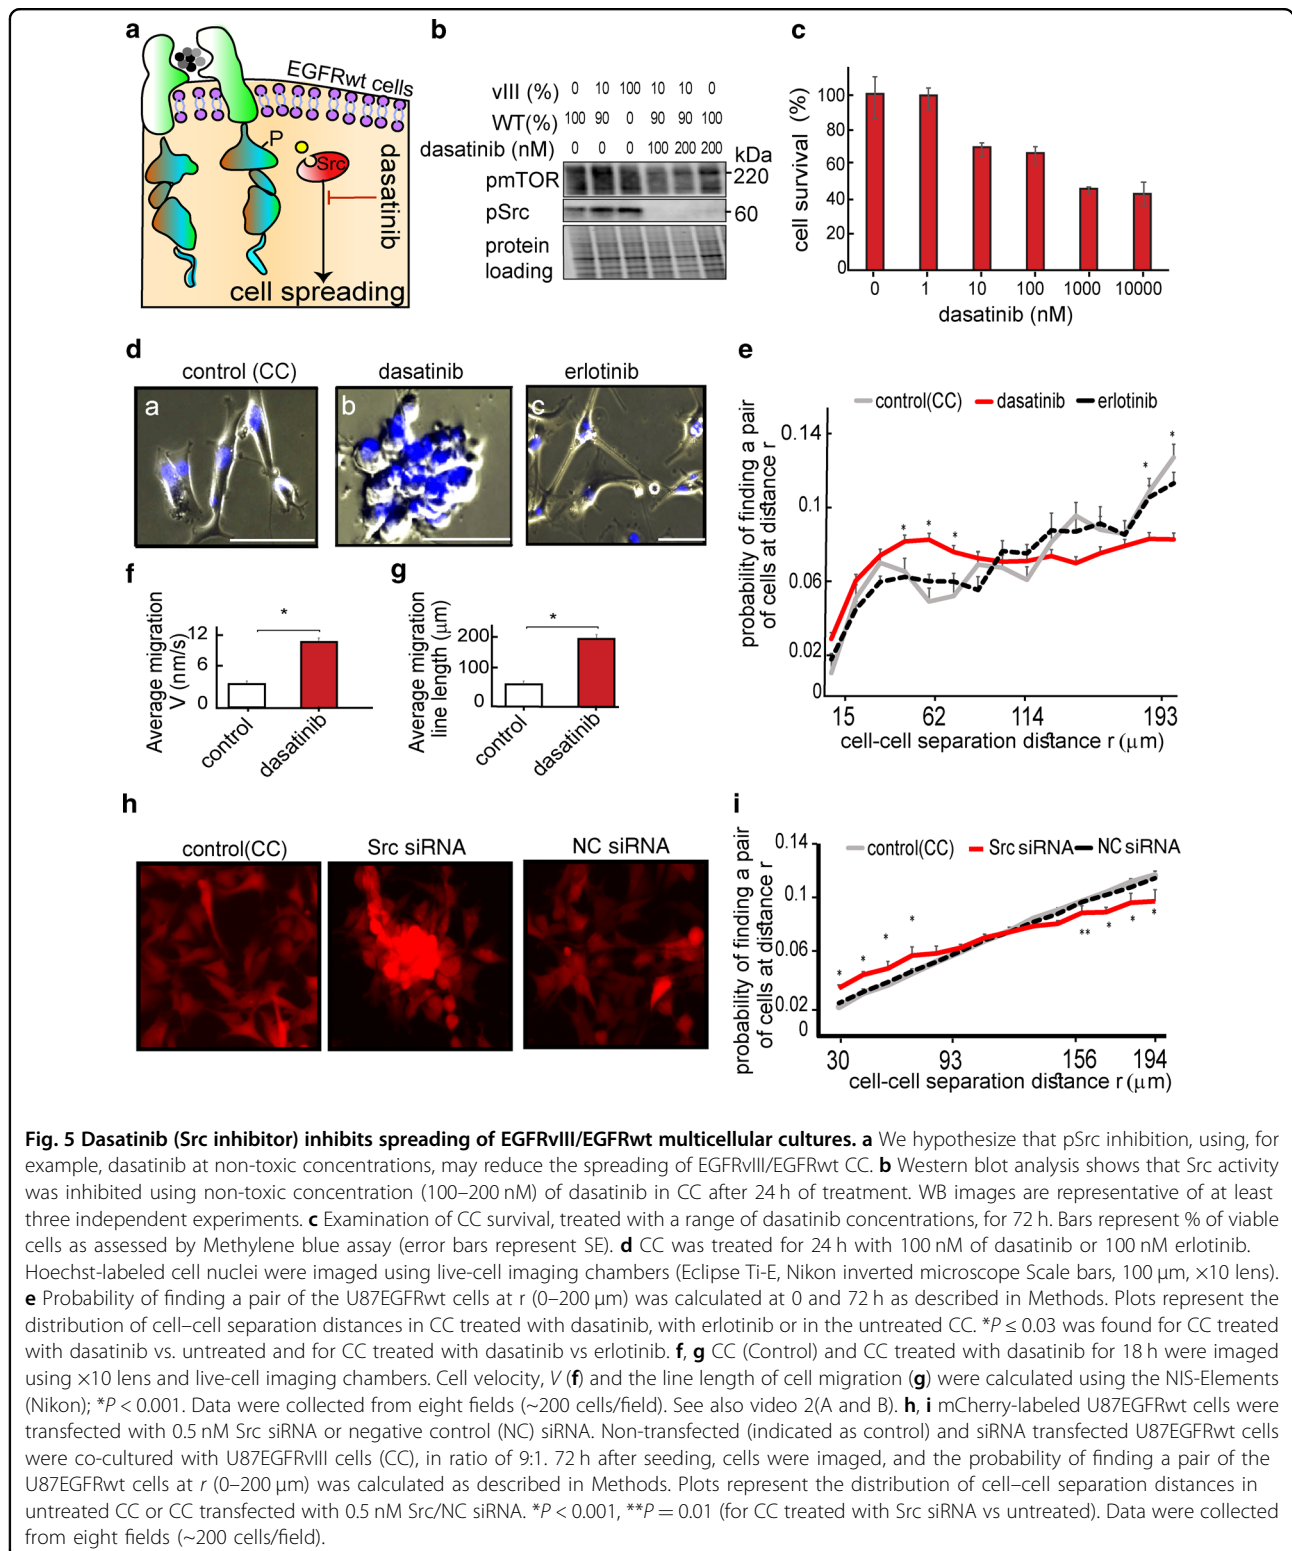 a
EGFRwt cells
P
Src
dasatinib
cell spreading
b
vIII (%) 0 10 100 10 10 0
WT(%) 100 90 0 90 90 100
dasatinib (nM) 0 0 0 100 200 200
kDa
pmTOR 220
pSrc 60
protein
loading
c
cell survival (%)
100
80
60
40
20
0
0 1 10 100 1000 10000
dasatinib (nM)
d
control (CC) dasatinib erlotinib
a b c
e
control(CC) dasatinib erlotinib
probability of finding a pair
of cells at distance r
0.14
0.1
0.06
0.02
0
* * * * *
15 62 114 193
cell-cell separation distance r (μm)
f
Average migration
V (nm/s)
12
6
0
*
control dasatinib
g
Average migration
line length (μm)
200
100
0
*
control dasatinib
h
control(CC) Src siRNA NC siRNA
i
control(CC) Src siRNA NC siRNA
probability of finding a pair
of cells at distance r
0.14
0.1
0.06
0.02
0
* * * * ** * * *
30 93 156 194
cell-cell separation distance r (μm)
Fig. 5 Dasatinib (Src inhibitor) inhibits spreading of EGFRvIII/EGFRwt multicellular cultures. a We hypothesize that pSrc inhibition, using, for
example, dasatinib at non-toxic concentrations, may reduce the spreading of EGFRvIII/EGFRwt CC. b Western blot analysis shows that Src activity
was inhibited using non-toxic concentration (100–200 nM) of dasatinib in CC after 24 h of treatment. WB images are representative of at least
three independent experiments. c Examination of CC survival, treated with a range of dasatinib concentrations, for 72 h. Bars represent % of viable
cells as assessed by Methylene blue assay (error bars represent SE). d CC was treated for 24 h with 100 nM of dasatinib or 100 nM erlotinib.
Hoechst-labeled cell nuclei were imaged using live-cell imaging chambers (Eclipse Ti-E, Nikon inverted microscope Scale bars, 100 μm, ×10 lens).
e Probability of finding a pair of the U87EGFRwt cells at r (0–200 μm) was calculated at 0 and 72 h as described in Methods. Plots represent the
distribution of cell–cell separation distances in CC treated with dasatinib, with erlotinib or in the untreated CC. *P ≤ 0.03 was found for CC treated
with dasatinib vs. untreated and for CC treated with dasatinib vs erlotinib. f, g CC (Control) and CC treated with dasatinib for 18 h were imaged
using ×10 lens and live-cell imaging chambers. Cell velocity, V (f) and the line length of cell migration (g) were calculated using the NIS-Elements
(Nikon); *P < 0.001. Data were collected from eight fields (~200 cells/field). See also video 2(A and B). h, i mCherry-labeled U87EGFRwt cells were
transfected with 0.5 nM Src siRNA or negative control (NC) siRNA. Non-transfected (indicated as control) and siRNA transfected U87EGFRwt cells
were co-cultured with U87EGFRvIII cells (CC), in ratio of 9:1. 72 h after seeding, cells were imaged, and the probability of finding a pair of the
U87EGFRwt cells at r (0–200 μm) was calculated as described in Methods. Plots represent the distribution of cell–cell separation distances in
untreated CC or CC transfected with 0.5 nM Src/NC siRNA. *P < 0.001, **P = 0.01 (for CC treated with Src siRNA vs untreated). Data were collected
from eight fields (~200 cells/field).